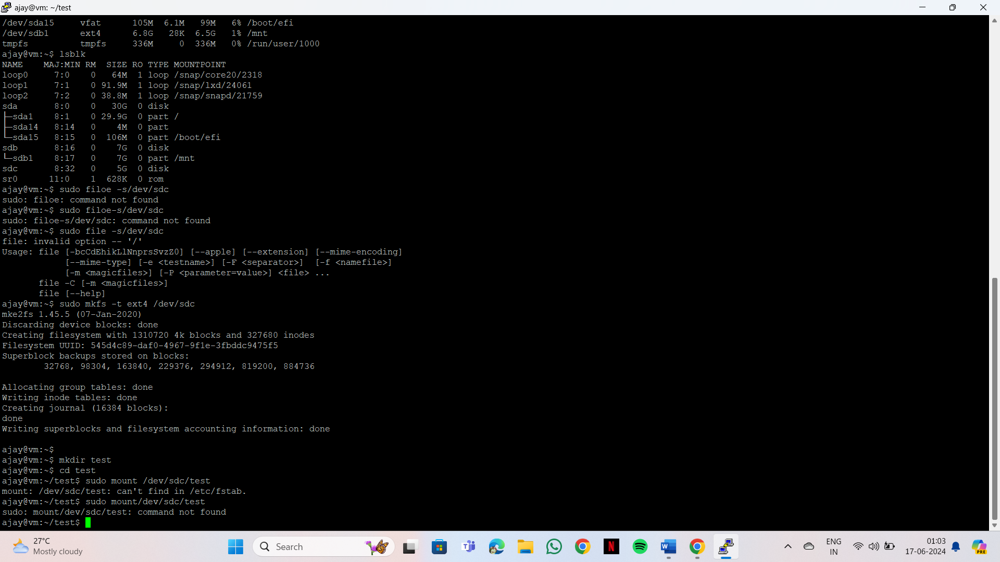 ajay@vm: ~/test
/dev/sda15     vfat      105M  6.1M   99M   6% /boot/efi
/dev/sdb1      ext4      6.8G   28K  6.5G   1% /mnt
tmpfs          tmpfs     336M     0  336M   0% /run/user/1000
ajay@vm:~$ lsblk
NAME    MAJ:MIN RM  SIZE RO TYPE MOUNTPOINT
loop0     7:0    0   64M  1 loop /snap/core20/2318
loop1     7:1    0 91.9M  1 loop /snap/lxd/24061
loop2     7:2    0 38.8M  1 loop /snap/snapd/21759
sda       8:0    0   30G  0 disk
├─sda1    8:1    0 29.9G  0 part /
├─sda14   8:14   0    4M  0 part
└─sda15   8:15   0  106M  0 part /boot/efi
sdb       8:16   0    7G  0 disk
└─sdb1    8:17   0    7G  0 part /mnt
sdc       8:32   0    5G  0 disk
sr0      11:0    1  628K  0 rom
ajay@vm:~$ sudo filoe -s/dev/sdc
sudo: filoe: command not found
ajay@vm:~$ sudo filoe-s/dev/sdc
sudo: filoe-s/dev/sdc: command not found
ajay@vm:~$ sudo file -s/dev/sdc
file: invalid option -- '/'
Usage: file [-bcCdEhikLlNnprsSvzZ0] [--apple] [--extension] [--mime-encoding]
            [--mime-type] [-e <testname>] [-F <separator>]  [-f <namefile>]
            [-m <magicfiles>] [-P <parameter=value>] <file> ...
       file -C [-m <magicfiles>]
       file [--help]
ajay@vm:~$ sudo mkfs -t ext4 /dev/sdc
mke2fs 1.45.5 (07-Jan-2020)
Discarding device blocks: done
Creating filesystem with 1310720 4k blocks and 327680 inodes
Filesystem UUID: 545d4c89-daf0-4967-9f1e-3fbddc9475f5
Superblock backups stored on blocks:
        32768, 98304, 163840, 229376, 294912, 819200, 884736
Allocating group tables: done
Writing inode tables: done
Creating journal (16384 blocks):
done
Writing superblocks and filesystem accounting information: done
ajay@vm:~$
ajay@vm:~$ mkdir test
ajay@vm:~$ cd test
ajay@vm:~/test$ sudo mount /dev/sdc/test
mount: /dev/sdc/test: can't find in /etc/fstab.
ajay@vm:~/test$ sudo mount/dev/sdc/test
sudo: mount/dev/sdc/test: command not found
ajay@vm:~/test$
27°C
Mostly cloudy
Search
ENG
IN
01:03
17-06-2024
PRE